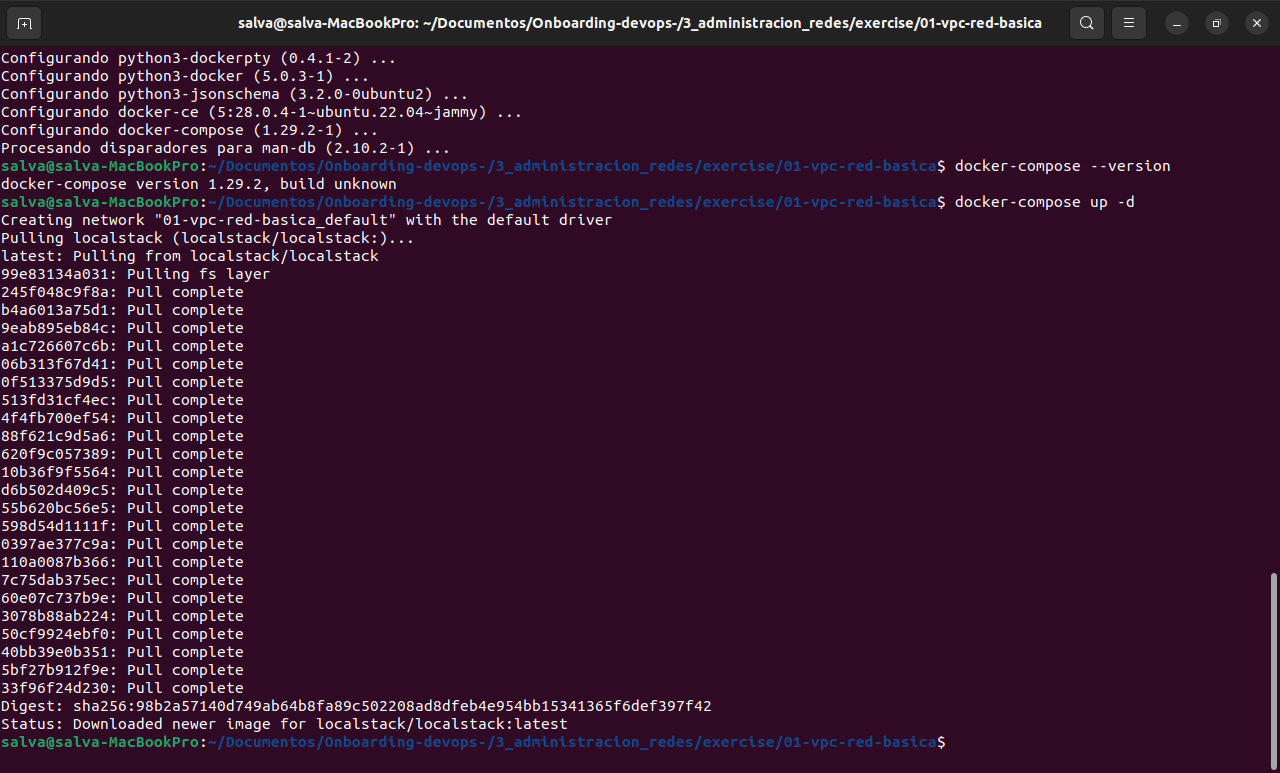 salva@salva-MacBookPro: ~/Documentos/Onboarding-devops-/3_administracion_redes/exercise/01-vpc-red-basica
Configurando python3-dockerpty (0.4.1-2) ...
Configurando python3-docker (5.0.3-1) ...
Configurando python3-jsonschema (3.2.0-0ubuntu2) ...
Configurando docker-ce (5:28.0.4-1~ubuntu.22.04~jammy) ...
Configurando docker-compose (1.29.2-1) ...
Procesando disparadores para man-db (2.10.2-1) ...
salva@salva-MacBookPro:~/Documentos/Onboarding-devops-/3_administracion_redes/exercise/01-vpc-red-basica$ docker-compose --version
docker-compose version 1.29.2, build unknown
salva@salva-MacBookPro:~/Documentos/Onboarding-devops-/3_administracion_redes/exercise/01-vpc-red-basica$ docker-compose up -d
Creating network "01-vpc-red-basica_default" with the default driver
Pulling localstack (localstack/localstack:)...
latest: Pulling from localstack/localstack
99e83134a031: Pulling fs layer
245f048c9f8a: Pull complete
b4a6013a75d1: Pull complete
9eab895eb84c: Pull complete
a1c726607c6b: Pull complete
06b313f67d41: Pull complete
0f513375d9d5: Pull complete
513fd31cf4ec: Pull complete
4f4fb700ef54: Pull complete
88f621c9d5a6: Pull complete
620f9c057389: Pull complete
10b36f9f5564: Pull complete
d6b502d409c5: Pull complete
55b620bc56e5: Pull complete
598d54d1111f: Pull complete
0397ae377c9a: Pull complete
110a0087b366: Pull complete
7c75dab375ec: Pull complete
60e07c737b9e: Pull complete
3078b88ab224: Pull complete
50cf9924ebf0: Pull complete
40bb39e0b351: Pull complete
5bf27b912f9e: Pull complete
33f96f24d230: Pull complete
Digest: sha256:98b2a57140d749ab64b8fa89c502208ad8dfeb4e954bb15341365f6def397f42
Status: Downloaded newer image for localstack/localstack:latest
salva@salva-MacBookPro:~/Documentos/Onboarding-devops-/3_administracion_redes/exercise/01-vpc-red-basica$